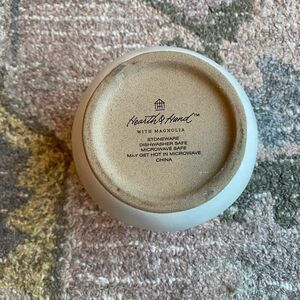 Hearth & Hand™
WITH MAGNOLIA
STONEWARE
DISHWASHER SAFE
MICROWAVE SAFE
MAY GET HOT IN MICROWAVE
CHINA